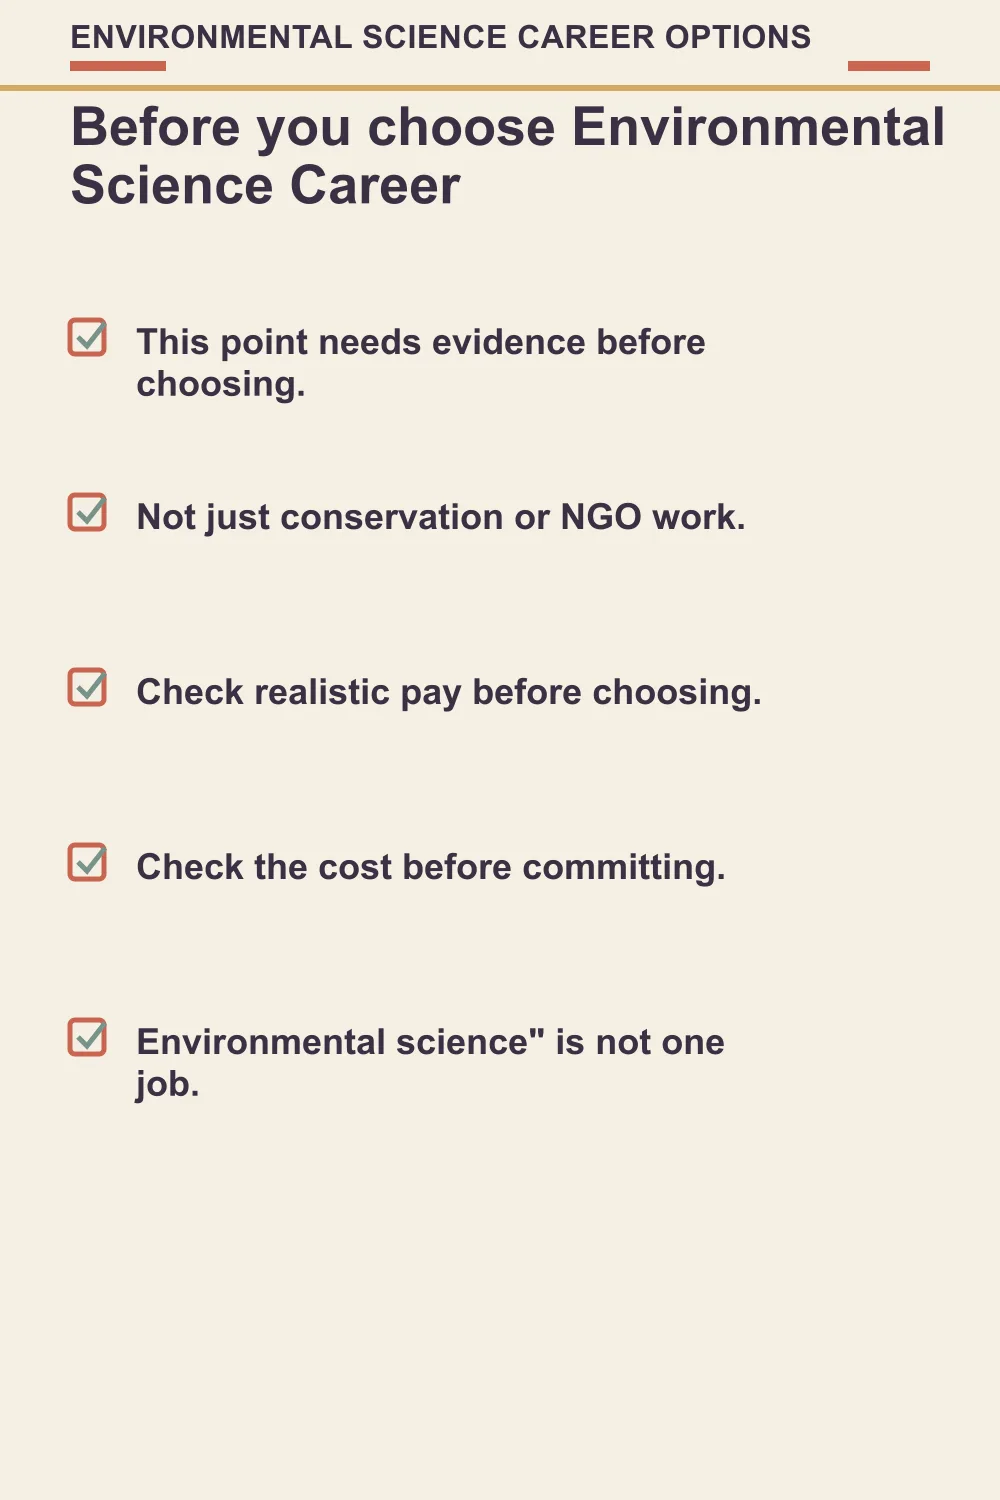 ENVIRONMENTAL SCIENCE CAREER OPTIONS
Before you choose Environmental
Science Career
This point needs evidence before
choosing.
Not just conservation or NGO work.
Check realistic pay before choosing.
Check the cost before committing.
Environmental science" is not one
job.